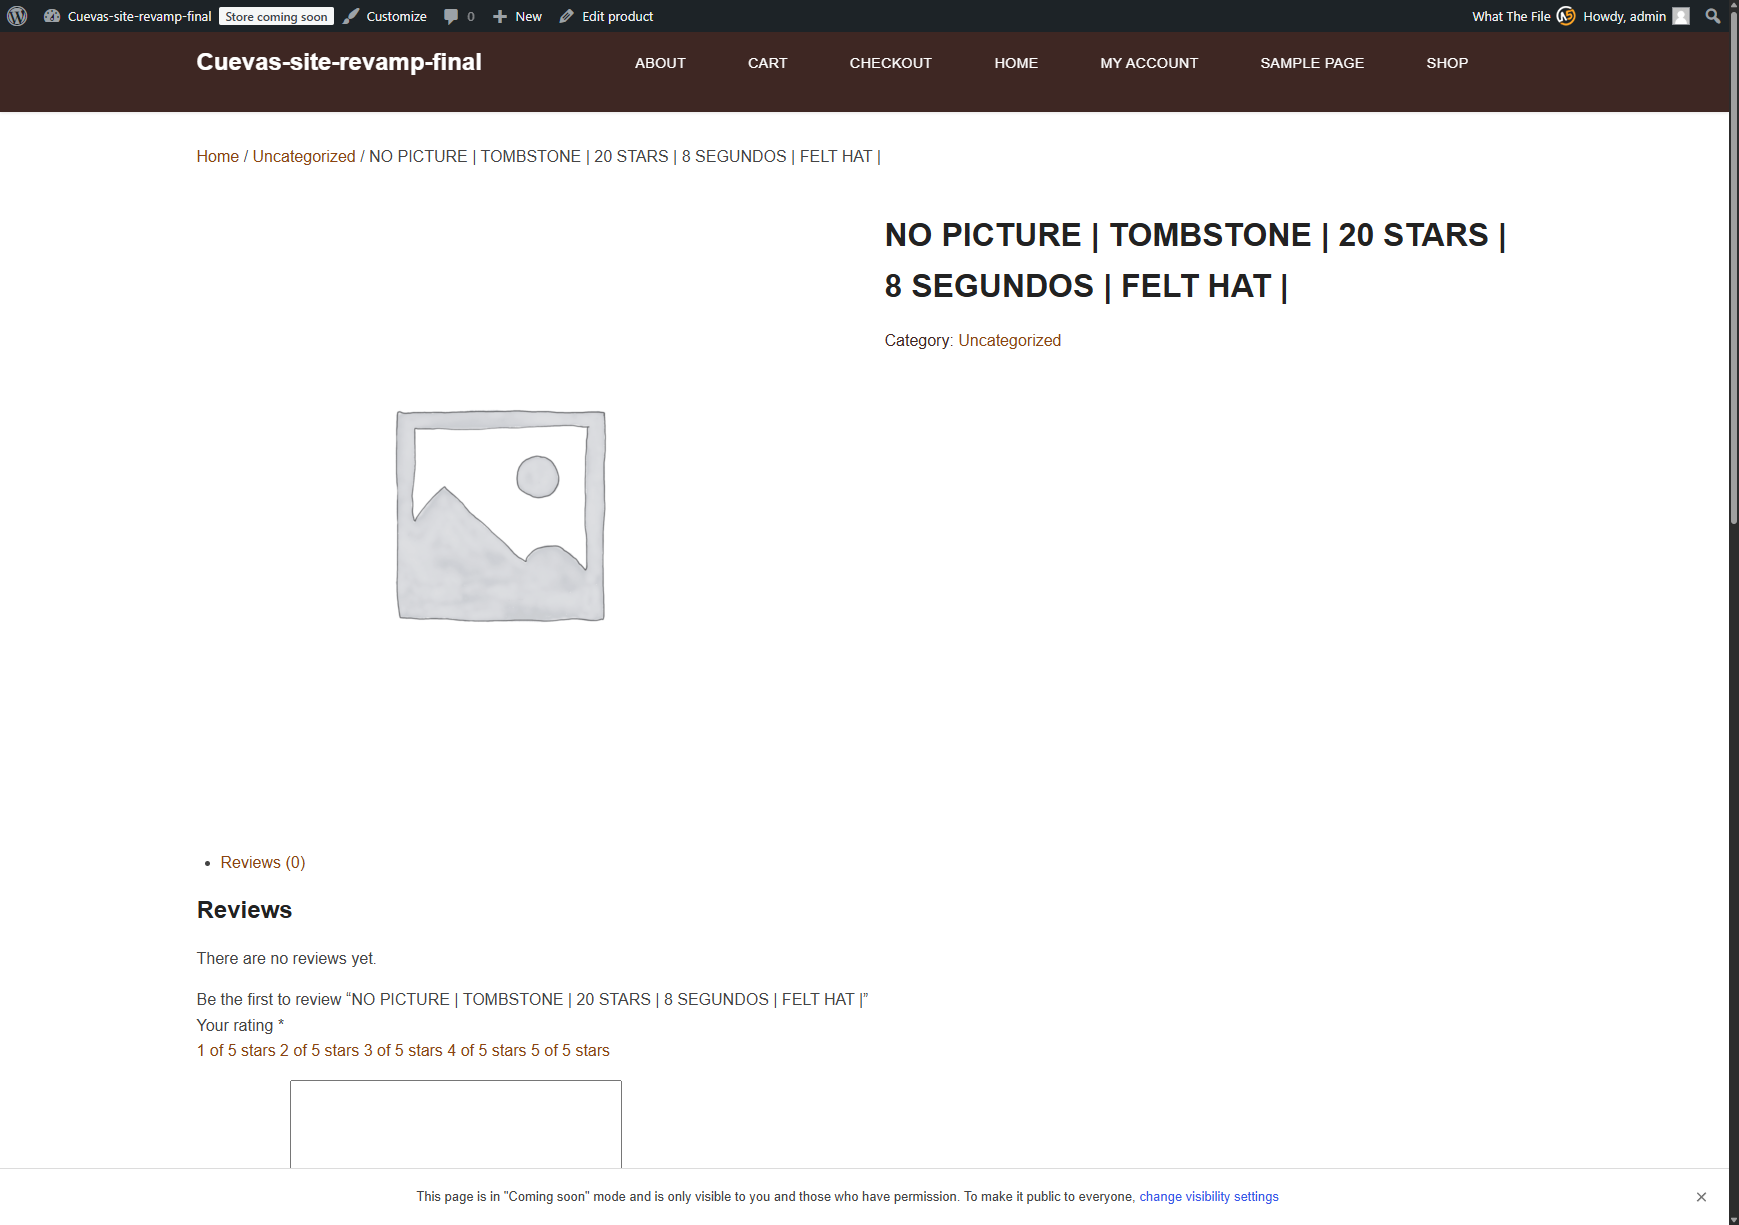 Cuevas-site-revamp-final Store coming soon Customize 0 New Edit product What The File Howdy, admin
Cuevas-site-revamp-final ABOUT CART CHECKOUT HOME MY ACCOUNT SAMPLE PAGE SHOP
Home / Uncategorized / NO PICTURE | TOMBSTONE | 20 STARS | 8 SEGUNDOS | FELT HAT |
NO PICTURE | TOMBSTONE | 20 STARS |
8 SEGUNDOS | FELT HAT |
Category: Uncategorized
Reviews (0)
Reviews
There are no reviews yet.
Be the first to review “NO PICTURE | TOMBSTONE | 20 STARS | 8 SEGUNDOS | FELT HAT |”
Your rating *
1 of 5 stars 2 of 5 stars 3 of 5 stars 4 of 5 stars 5 of 5 stars
This page is in "Coming soon" mode and is only visible to you and those who have permission. To make it public to everyone, change visibility settings